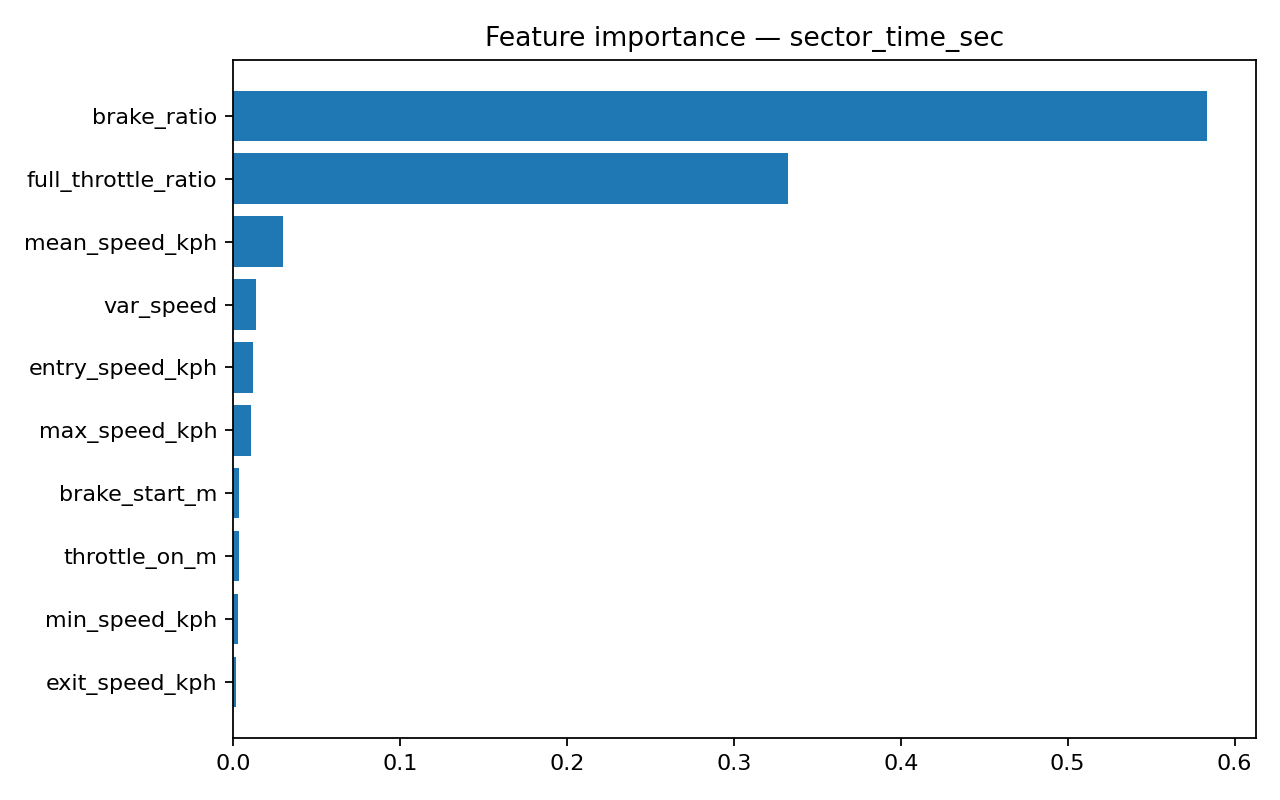 Feature importance — sector_time_sec
brake_ratio
full_throttle_ratio
mean_speed_kph
var_speed
entry_speed_kph
max_speed_kph
brake_start_m
throttle_on_m
min_speed_kph
exit_speed_kph
0.0 0.1 0.2 0.3 0.4 0.5 0.6